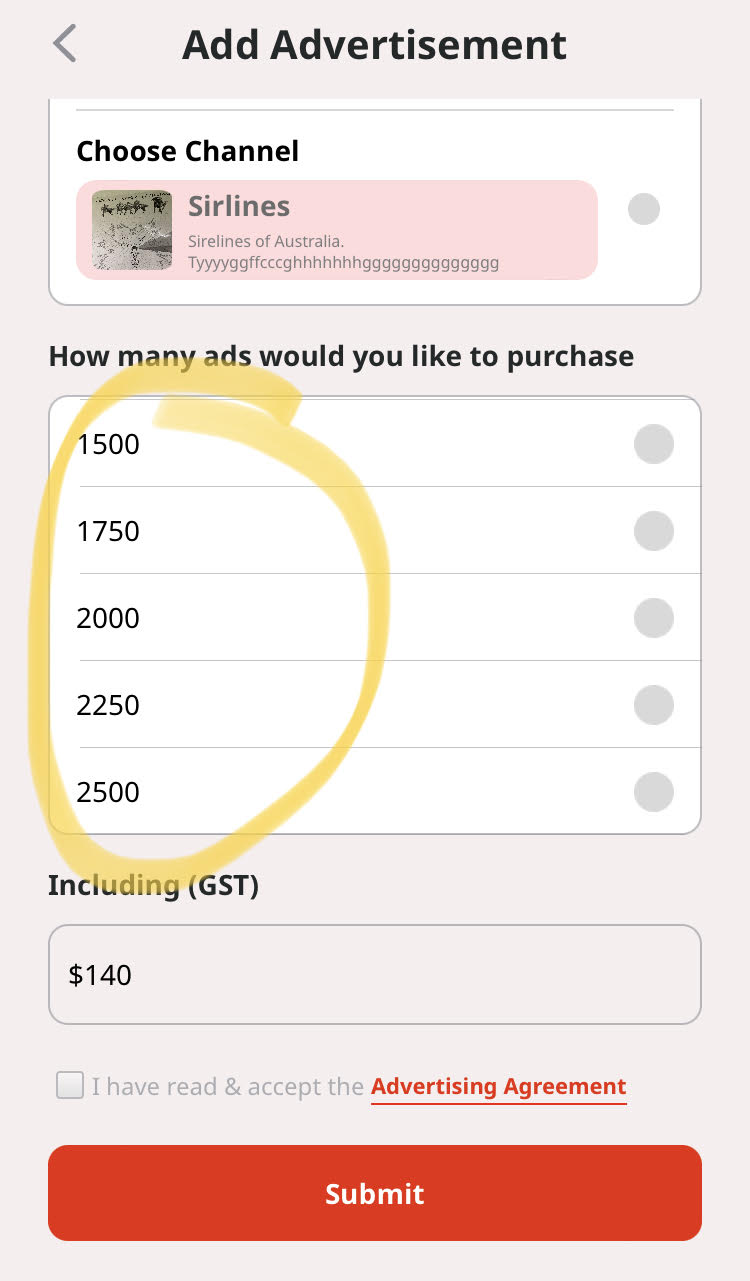 Add Advertisement
Choose Channel
Sirlines
Sirelines of Australia.
Tyyyyggffcccghhhhhhhgggggggggggggg
How many ads would you like to purchase
1500
1750
2000
2250
2500
Including (GST)
$140
I have read & accept the Advertising Agreement
Submit